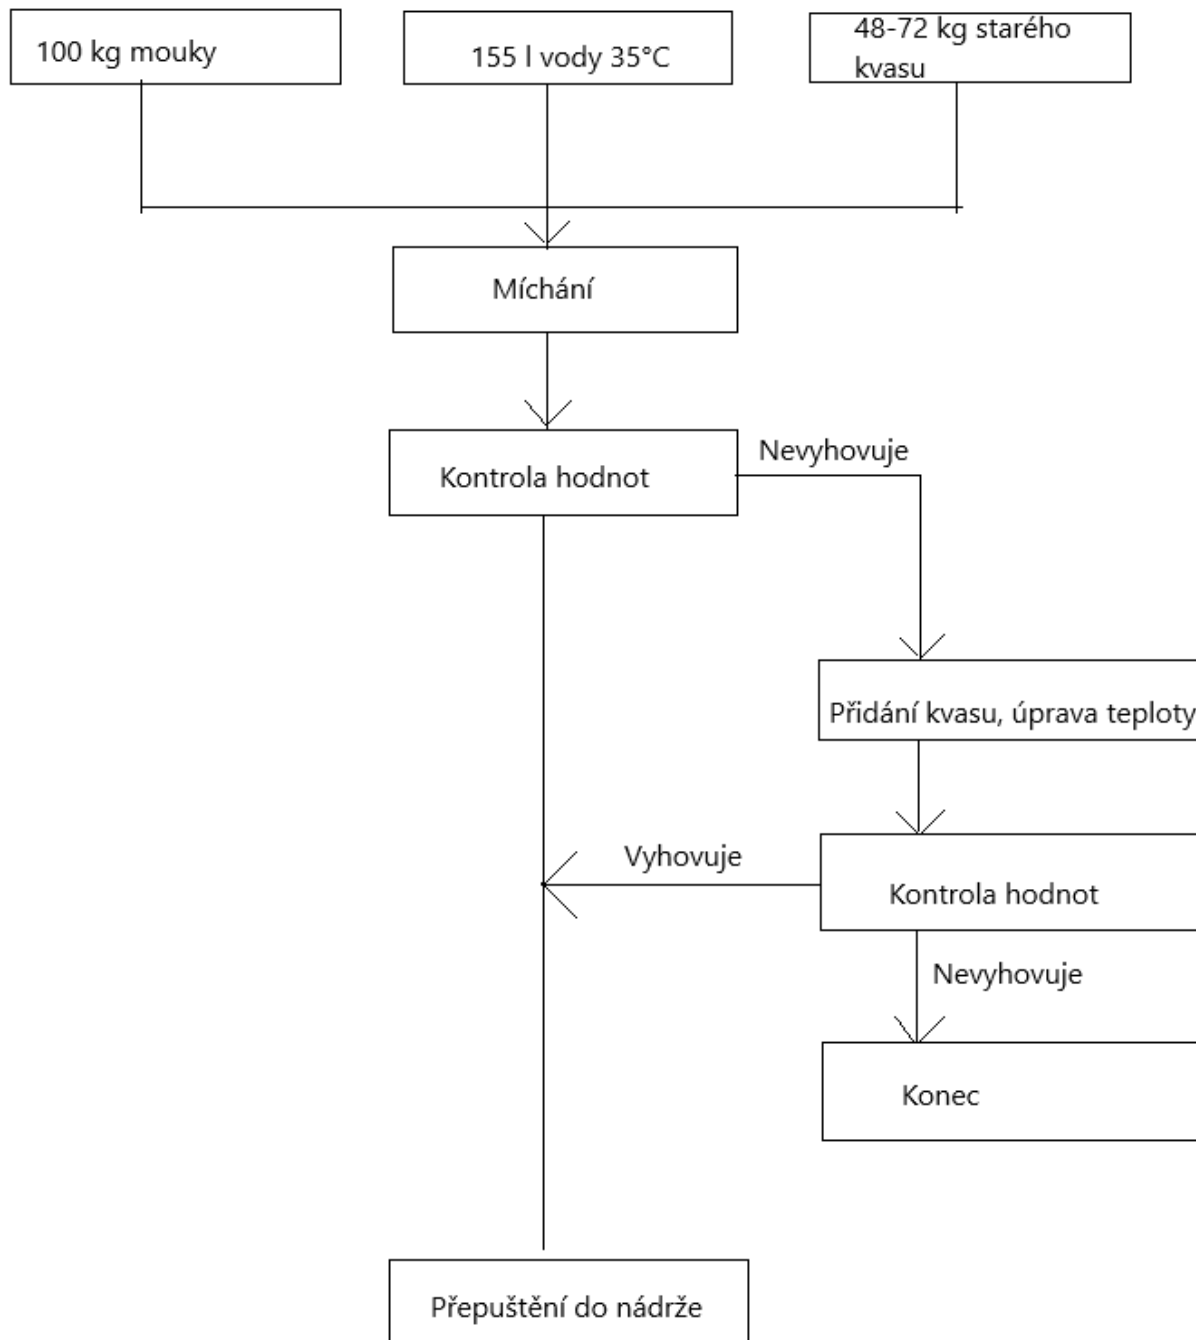 100 kg mouky
155 l vody 35°C
48-72 kg starého
kvasu
Míchání
Kontrola hodnot
Nevyhovuje
Přidání kvasu, úprava teploty
Vyhovuje
Kontrola hodnot
Nevyhovuje
Konec
Přepuštění do nádrže